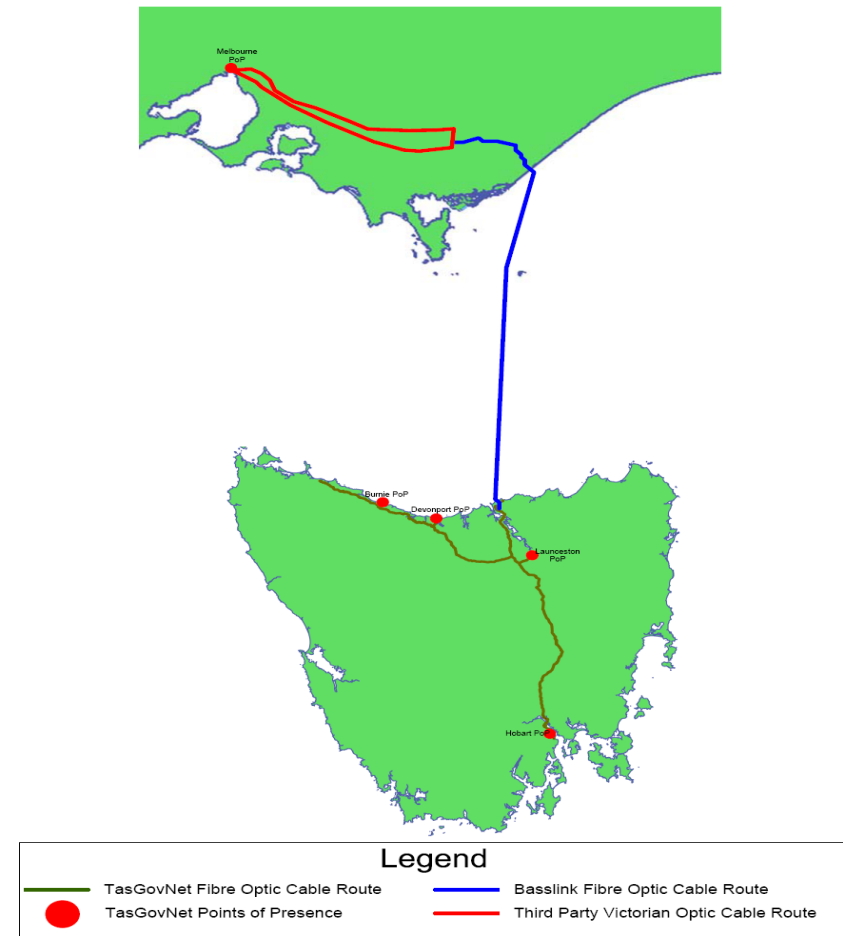 Melbourne
PoP
Burnie PoP
Devonport PoP
Launceston
PoP
Hobart PoP
Legend
TasGovNet Fibre Optic Cable Route
Basslink Fibre Optic Cable Route
TasGovNet Points of Presence
Third Party Victorian Optic Cable Route